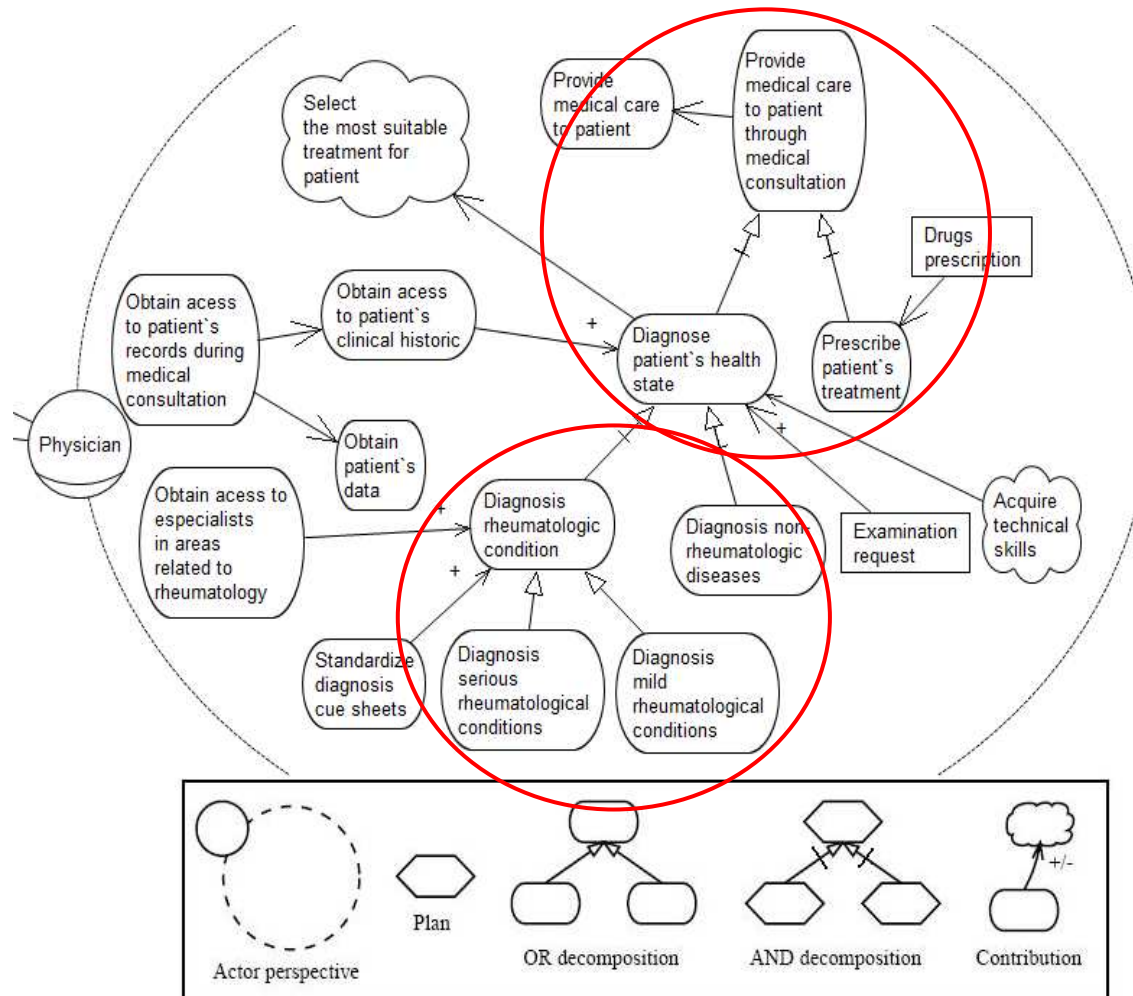 Provide
medical care
to patient
Provide
medical care
to patient
through
medical
consultation
Select
the most suitable
treatment for
patient
Drugs
prescription
Obtain acess
to patient`s
records during
medical
consultation
Obtain acess
to patient`s
clinical historic
+
Diagnose
patient`s health
state
Prescribe
patient`s
treatment
+
Physician
Obtain
patient`s
data
Obtain acess to
especialists
in areas
related to
rheumatology
+
Diagnosis
rheumatologic
condition
+
Diagnosis non-
rheumatologic
diseases
Examination
request
Acquire
technical
skills
Standardize
diagnosis
cue sheets
Diagnosis
serious
rheumatological
conditions
Diagnosis
mild
rheumatological
conditions
Actor perspective
Plan
OR decomposition
AND decomposition
+/-
Contribution